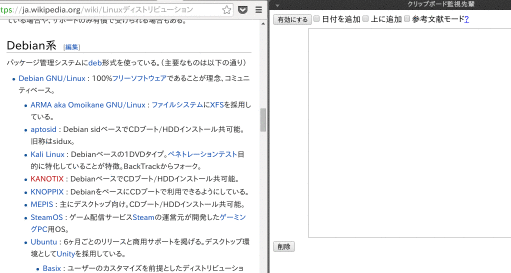 tps://ja.wikipedia.org/wiki/Linuxディストリビューション
ている場合や、サポートのみ有償で受けられる場合もある。
Debian系 [編集]
パッケージ管理システムにdeb形式を使っている。（主要なものは以下の通り）
Debian GNU/Linux : 100%フリーソフトウェアであることが理念、コミュニ
ティベース。
ARMA aka Omoikane GNU/Linux : ファイルシステムにXFSを採用し
ている。
aptosid : Debian sidベースでCDブート/HDDインストール共可能。
旧称はsidux。
Kali Linux : Debianベースの1DVDタイプ。ペネトレーションテスト目
的に特化していることが特徴。BackTrackからフォーク。
KANOTIX : DebianベースでCDブート/HDDインストール共可能。
KNOPPIX : DebianをベースにCDブートで利用できるようにしている。
MEPIS : 主にデスクトップ向け。CDブート/HDDインストール共可能。
SteamOS : ゲーム配信サービスSteamの運営元が開発したゲーミン
グPC用OS。
Ubuntu : 6ヶ月ごとのリリースと商用サポートを掲げる。デスクトップ環
境としてUnityを採用している。
Basix : ユーザーのカスタマイズを前提としたディストリビューショ
クリップボード監視先輩
有効にする 日付を追加 上に追加 参考文献モード?
削除